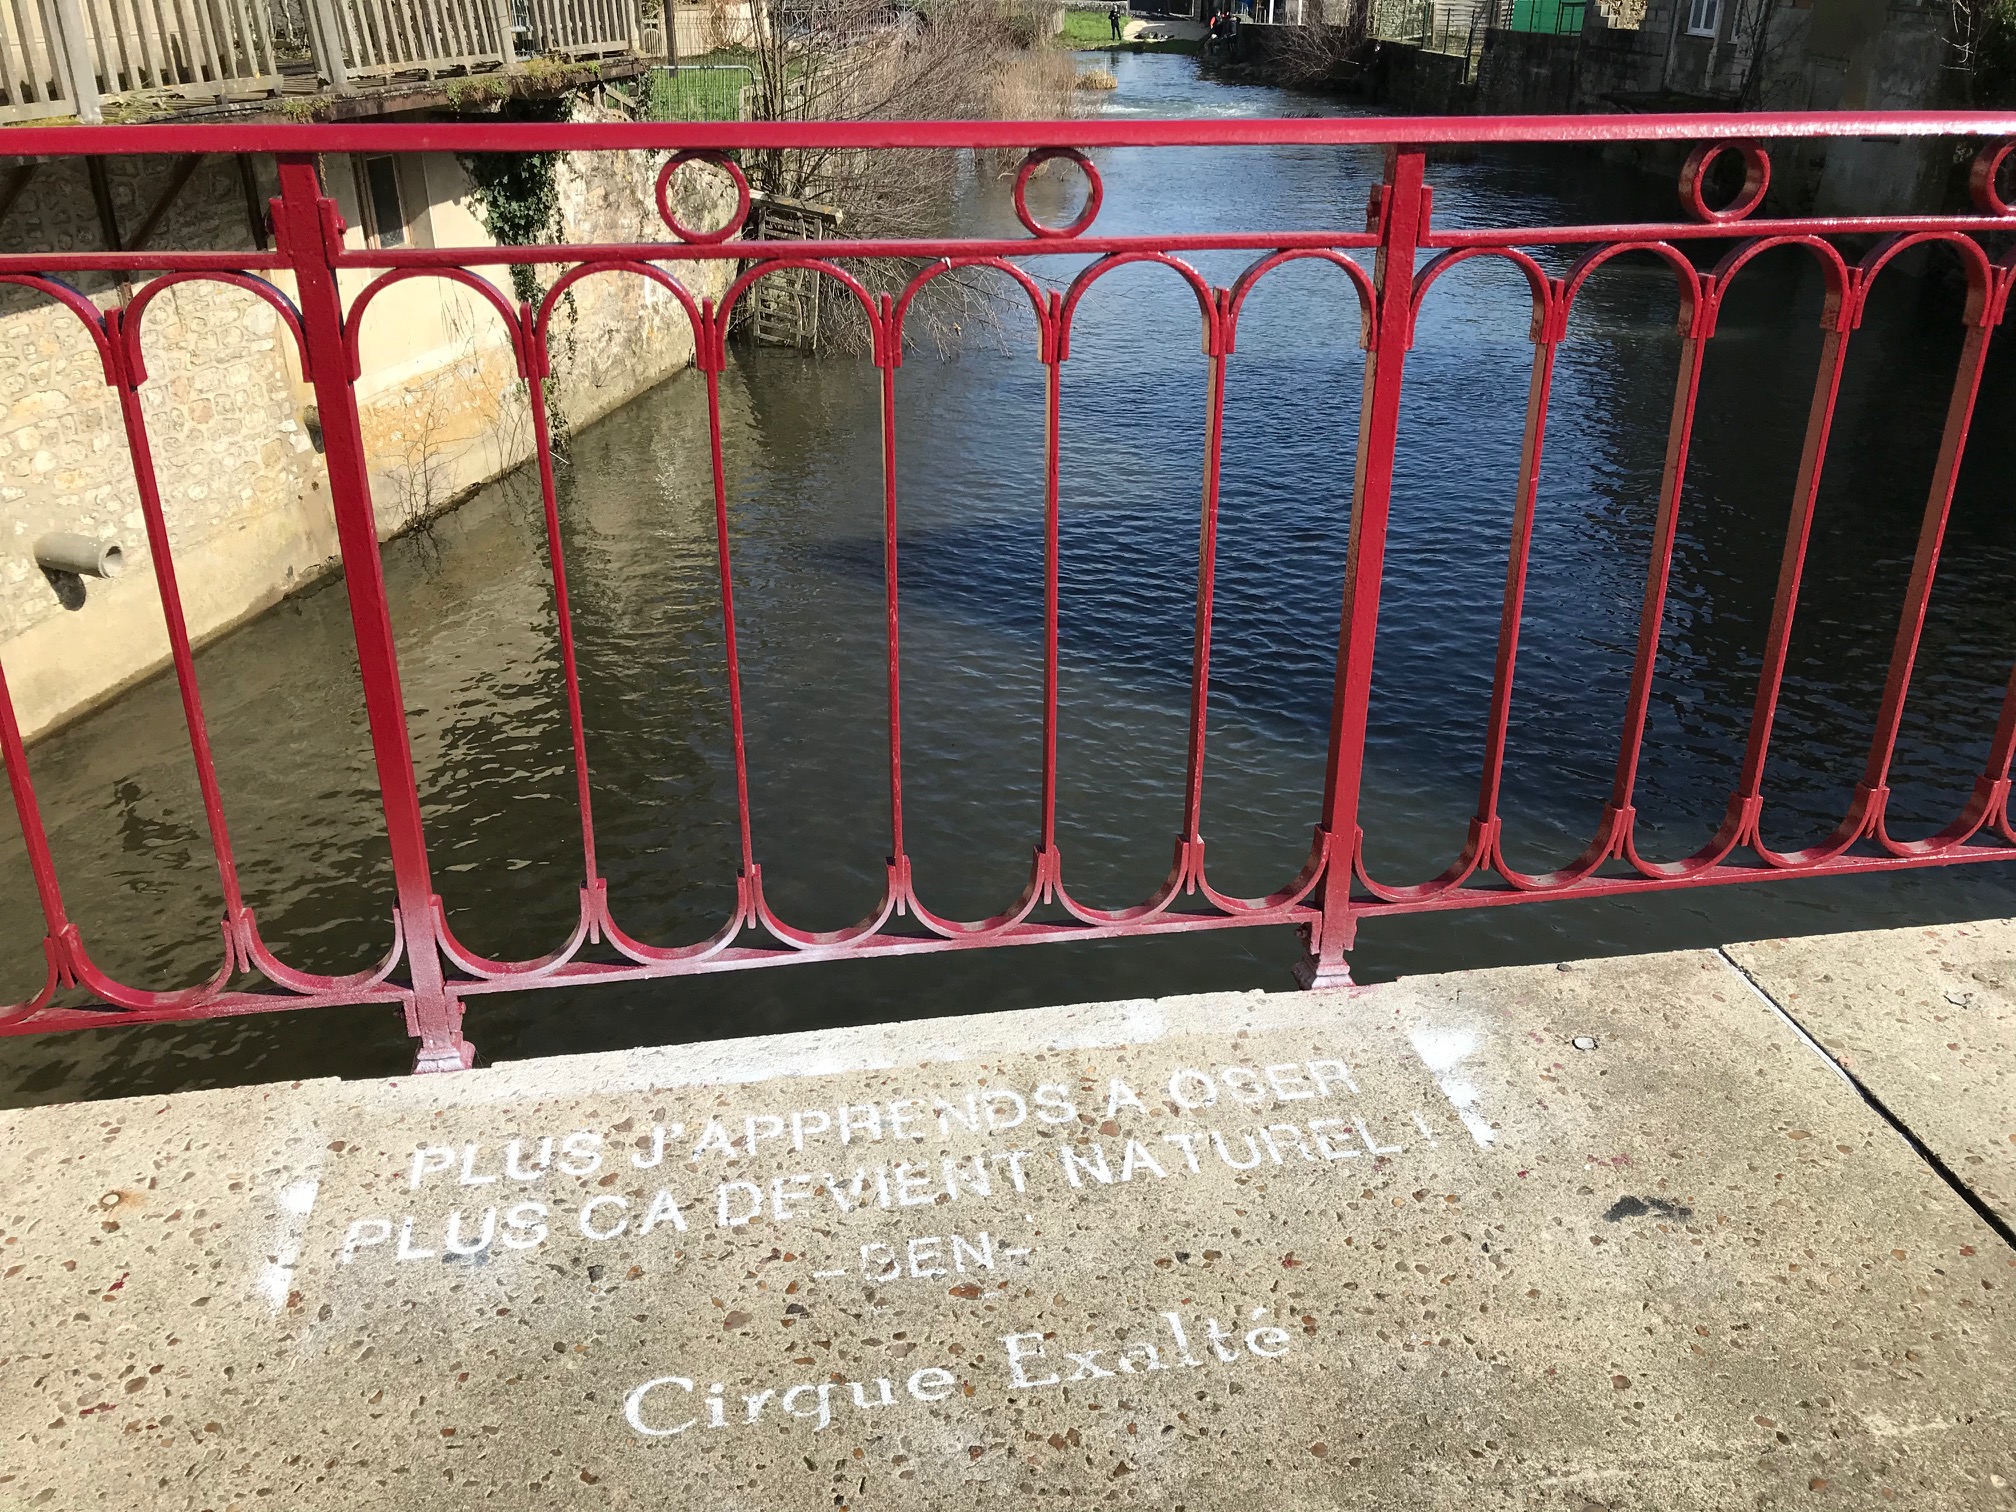 PLUS J'APPRENDS A OSER
PLUS CA DEVIENT NATUREL !
-BEN-
Cirque Exalté